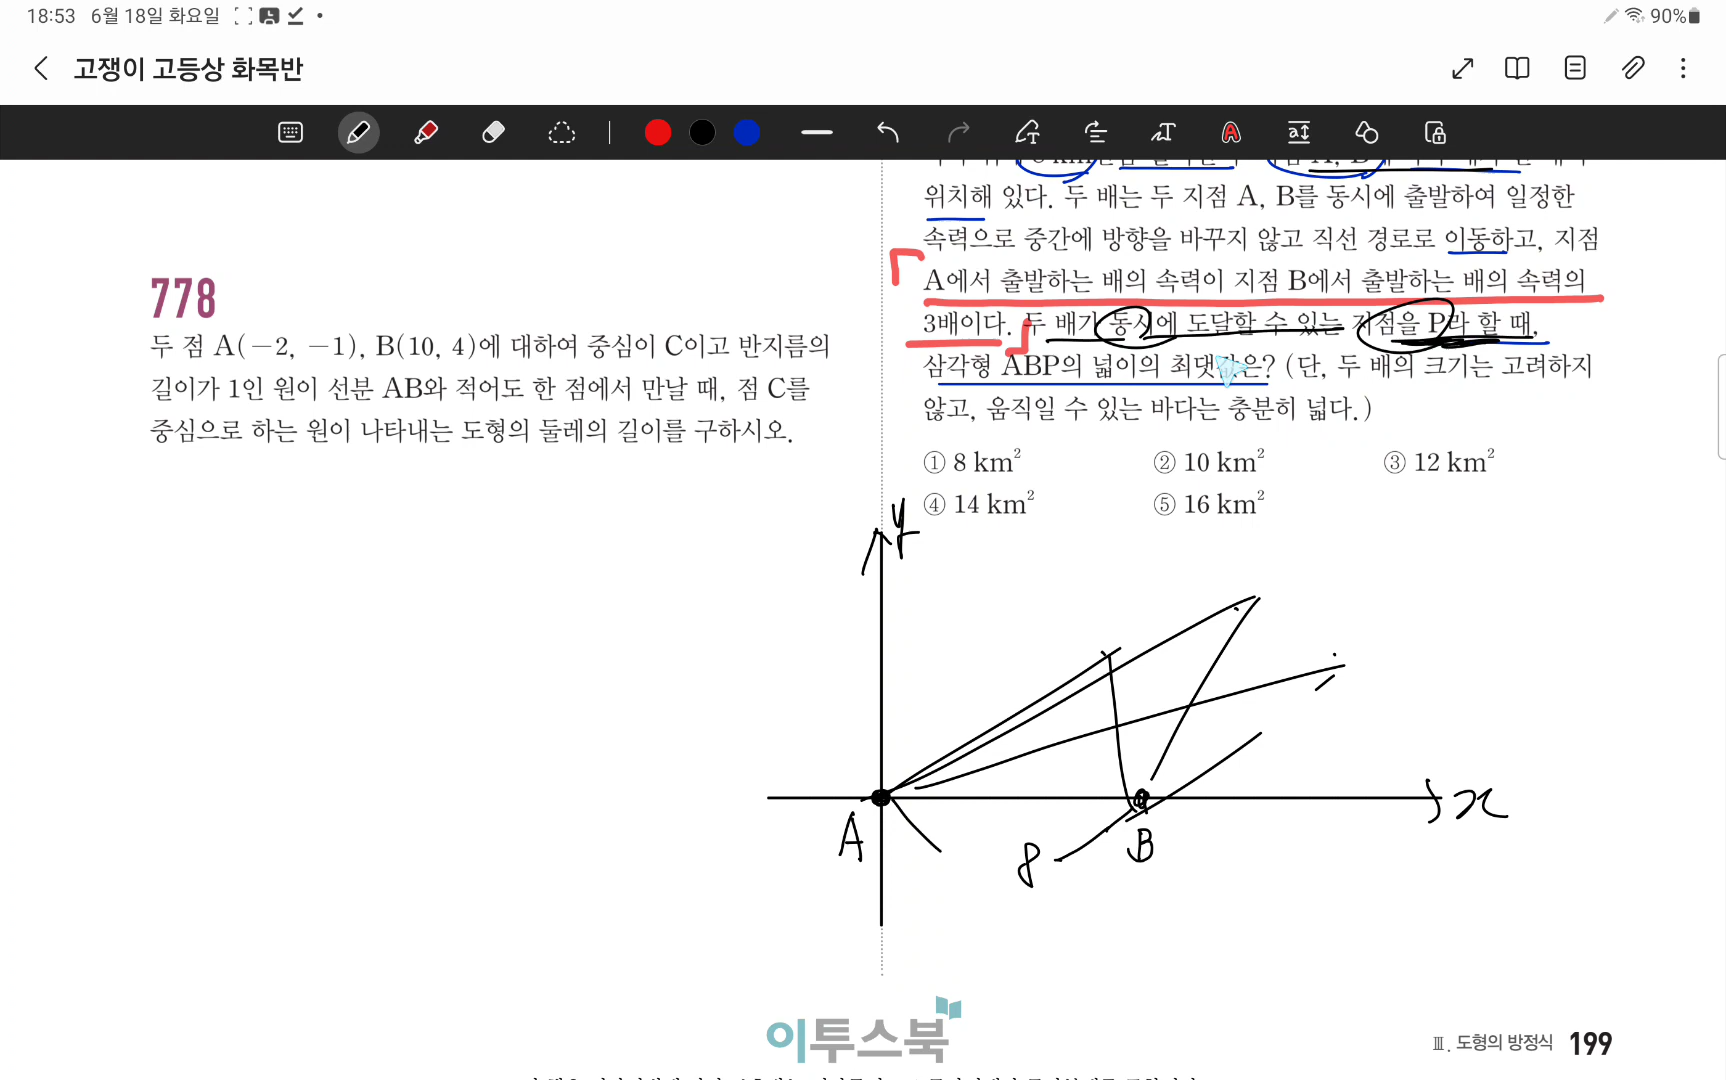 18:53 6월 18일 화요일
90%
고쟁이 고등상 화목반
778
두 점 A(−2, −1), B(10, 4)에 대하여 중심이 C이고 반지름의
길이가 1인 원이 선분 AB와 적어도 한 점에서 만날 때, 점 C를
중심으로 하는 원이 나타내는 도형의 둘레의 길이를 구하시오.
위치해 있다. 두 배는 두 지점 A, B를 동시에 출발하여 일정한
속력으로 중간에 방향을 바꾸지 않고 직선 경로로 이동하고, 지점
A에서 출발하는 배의 속력이 지점 B에서 출발하는 배의 속력의
3배이다. 두 배가 동시에 도달할 수 있는 지점을 P라 할 때,
삼각형 ABP의 넓이의 최댓값은? (단, 두 배의 크기는 고려하지
않고, 움직일 수 있는 바다는 충분히 넓다.)
① 8 km² ② 10 km² ③ 12 km²
④ 14 km² ⑤ 16 km²
y
x
A
8
B
이투스북
Ⅲ. 도형의 방정식 199